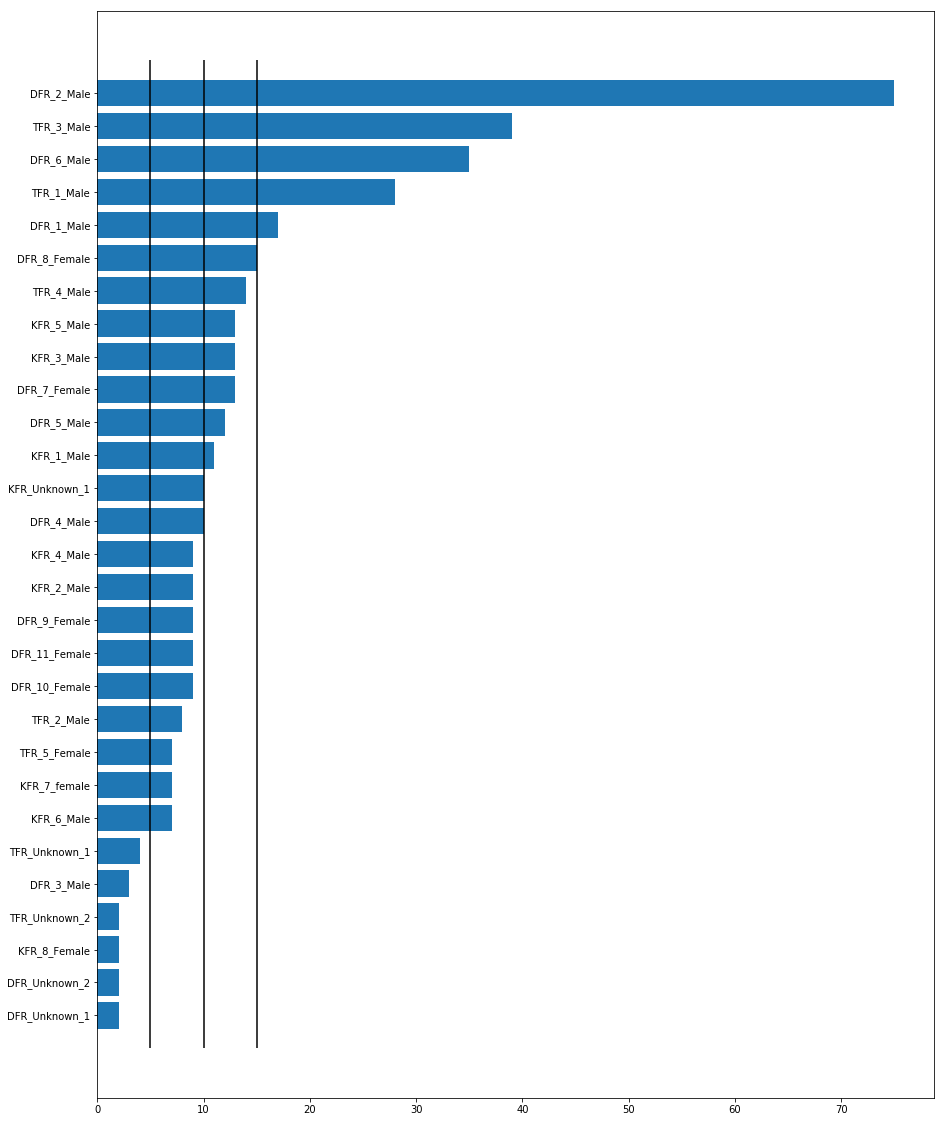 DFR_2_Male
TFR_3_Male
DFR_6_Male
TFR_1_Male
DFR_1_Male
DFR_8_Female
TFR_4_Male
KFR_5_Male
KFR_3_Male
DFR_7_Female
DFR_5_Male
KFR_1_Male
KFR_Unknown_1
DFR_4_Male
KFR_4_Male
KFR_2_Male
DFR_9_Female
DFR_11_Female
DFR_10_Female
TFR_2_Male
TFR_5_Female
KFR_7_female
KFR_6_Male
TFR_Unknown_1
DFR_3_Male
TFR_Unknown_2
KFR_8_Female
DFR_Unknown_2
DFR_Unknown_1
0 10 20 30 40 50 60 70